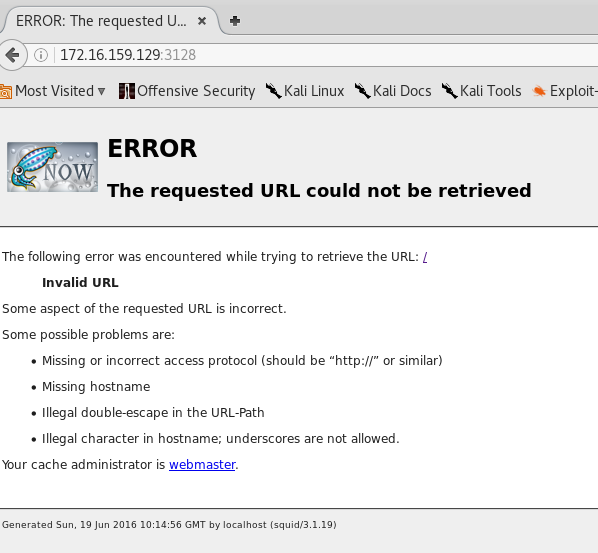 ERROR: The requested U...
172.16.159.129:3128
Most Visited Offensive Security Kali Linux Kali Docs Kali Tools Exploit-
NOW
ERROR
The requested URL could not be retrieved
The following error was encountered while trying to retrieve the URL: /
Invalid URL
Some aspect of the requested URL is incorrect.
Some possible problems are:
• Missing or incorrect access protocol (should be “http://” or similar)
• Missing hostname
• Illegal double-escape in the URL-Path
• Illegal character in hostname; underscores are not allowed.
Your cache administrator is webmaster.
Generated Sun, 19 Jun 2016 10:14:56 GMT by localhost (squid/3.1.19)